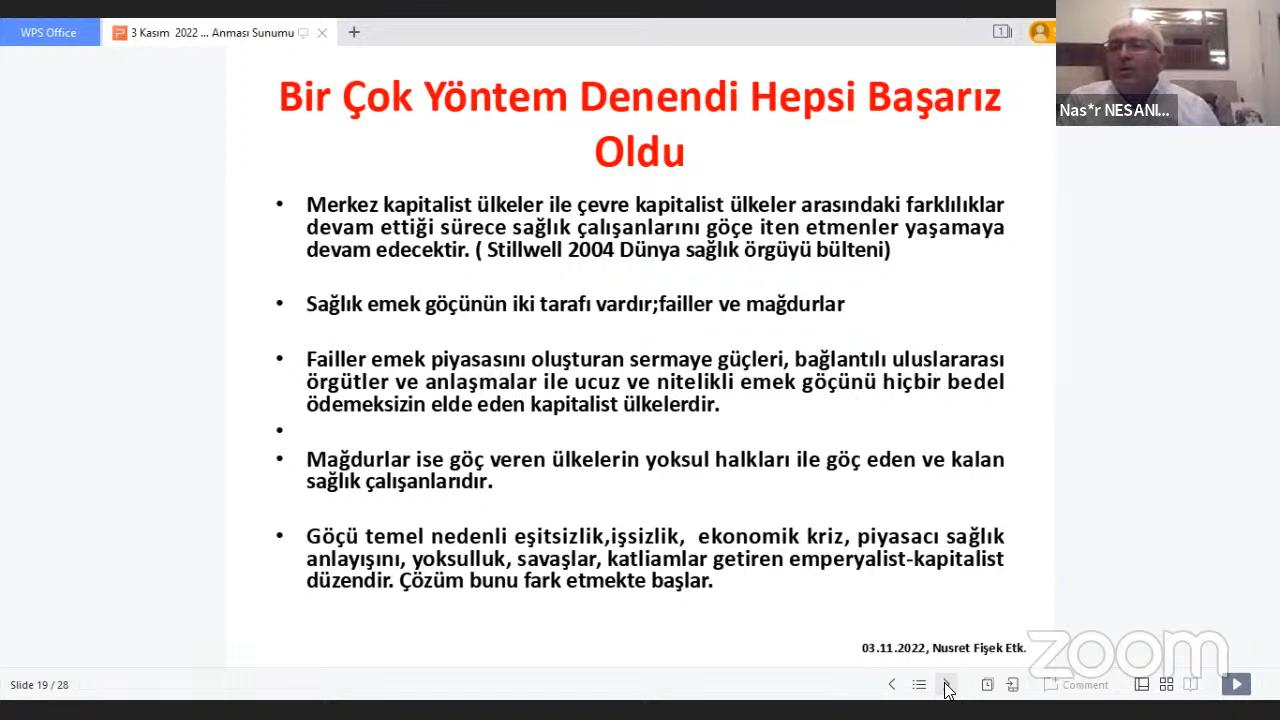 WPS Office
3 Kasım 2022 ... Anması Sunumu
1
Nas*r NESANI...
Bir Çok Yöntem Denendi Hepsi Başarız
Oldu
• Merkez kapitalist ülkeler ile çevre kapitalist ülkeler arasındaki farklılıklar
devam ettiği sürece sağlık çalışanlarını göçe iten etmenler yaşamaya
devam edecektir. ( Stillwell 2004 Dünya sağlık örgüyü bülteni)
• Sağlık emek göçünün iki tarafı vardır;failler ve mağdurlar
• Failler emek piyasasını oluşturan sermaye güçleri, bağlantılı uluslararası
örgütler ve anlaşmalar ile ucuz ve nitelikli emek göçünü hiçbir bedel
ödemeksizin elde eden kapitalist ülkelerdir.
•
• Mağdurlar ise göç veren ülkelerin yoksul halkları ile göç eden ve kalan
sağlık çalışanlarıdır.
• Göçü temel nedenli eşitsizlik,işsizlik, ekonomik kriz, piyasacı sağlık
anlayışını, yoksulluk, savaşlar, katliamlar getiren emperyalist-kapitalist
düzendir. Çözüm bunu fark etmekte başlar.
03.11.2022, Nusret Fişek Etk.
zoom
Slide 19 / 28
Comment